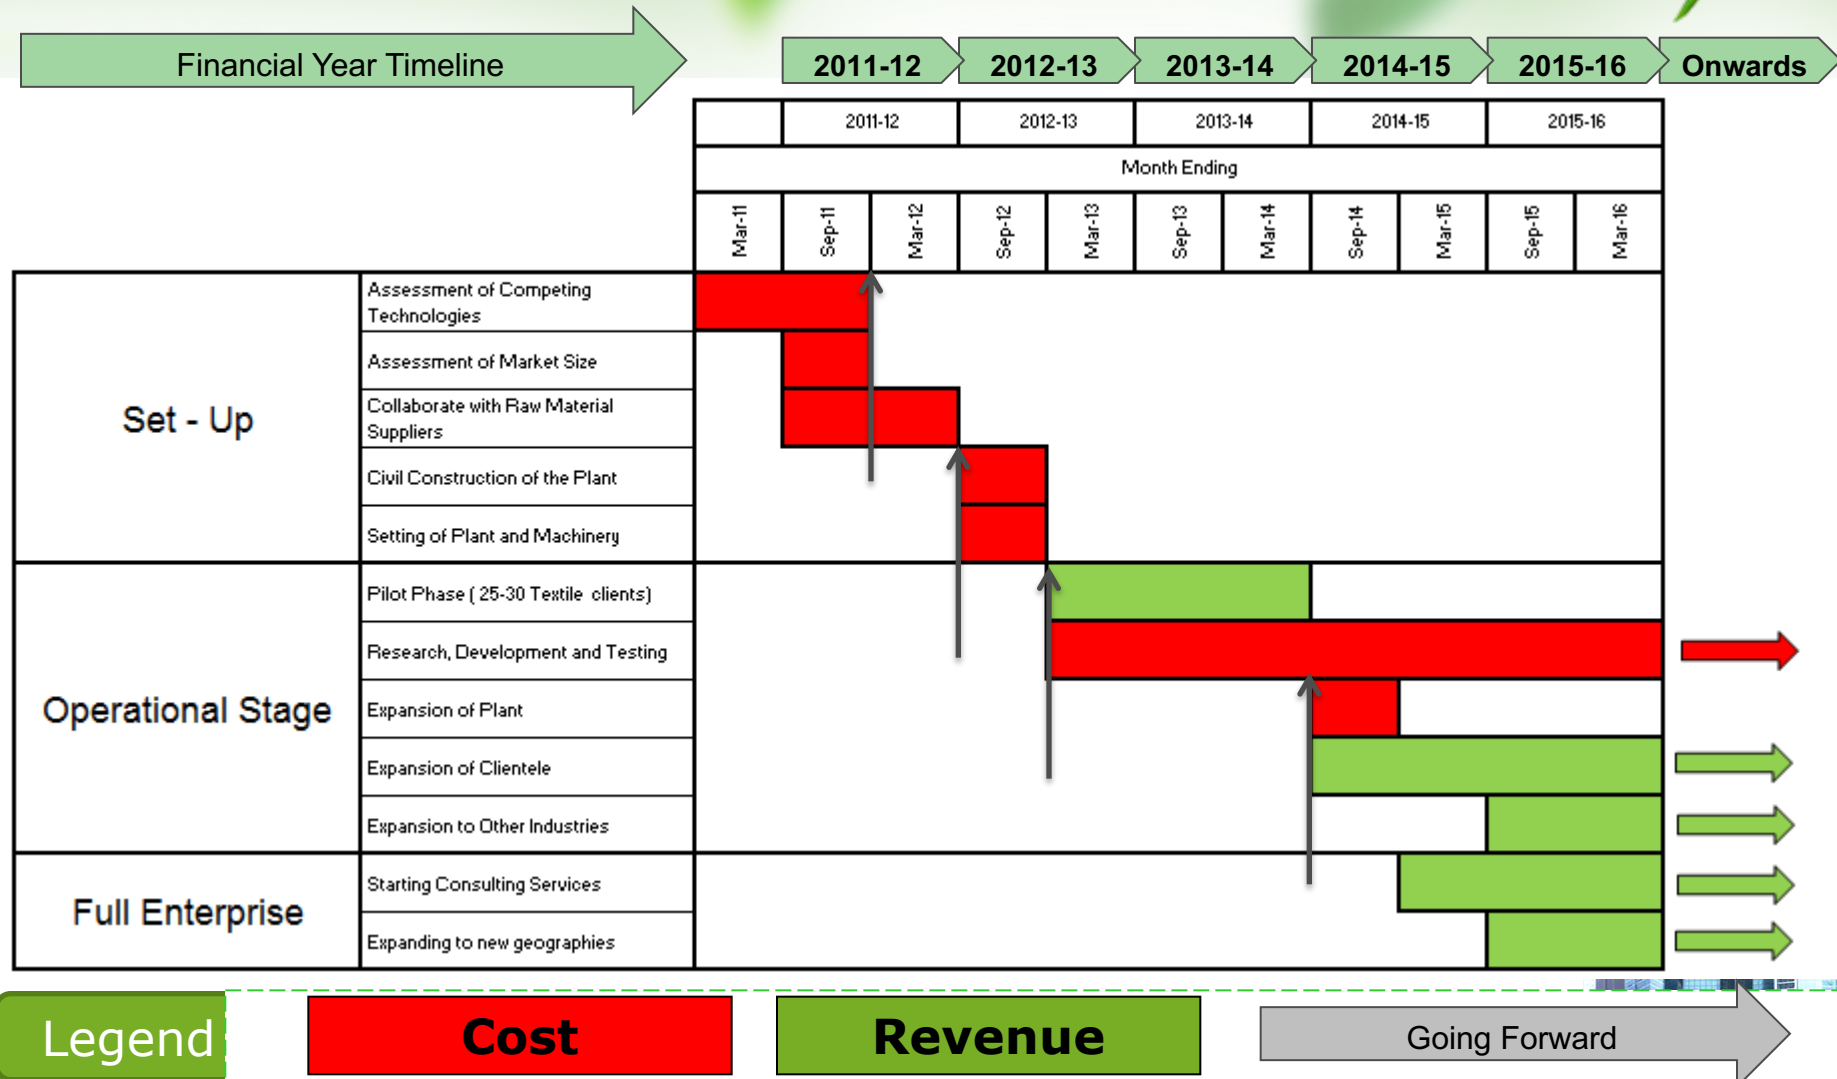 Financial Year Timeline
2011-12
2012-13
2013-14
2014-15
2015-16
Onwards
2011-12
2012-13
2013-14
2014-15
2015-16
Month Ending
Mar-11
Sep-11
Mar-12
Sep-12
Mar-13
Sep-13
Mar-14
Sep-14
Mar-15
Sep-15
Mar-16
Set - Up
Assessment of Competing
Technologies
Assessment of Market Size
Collaborate with Raw Material
Suppliers
Civil Construction of the Plant
Setting of Plant and Machinery
Operational Stage
Pilot Phase ( 25-30 Textile clients)
Research, Development and Testing
Expansion of Plant
Expansion of Clientele
Expansion to Other Industries
Full Enterprise
Starting Consulting Services
Expanding to new geographies
Legend
Cost
Revenue
Going Forward